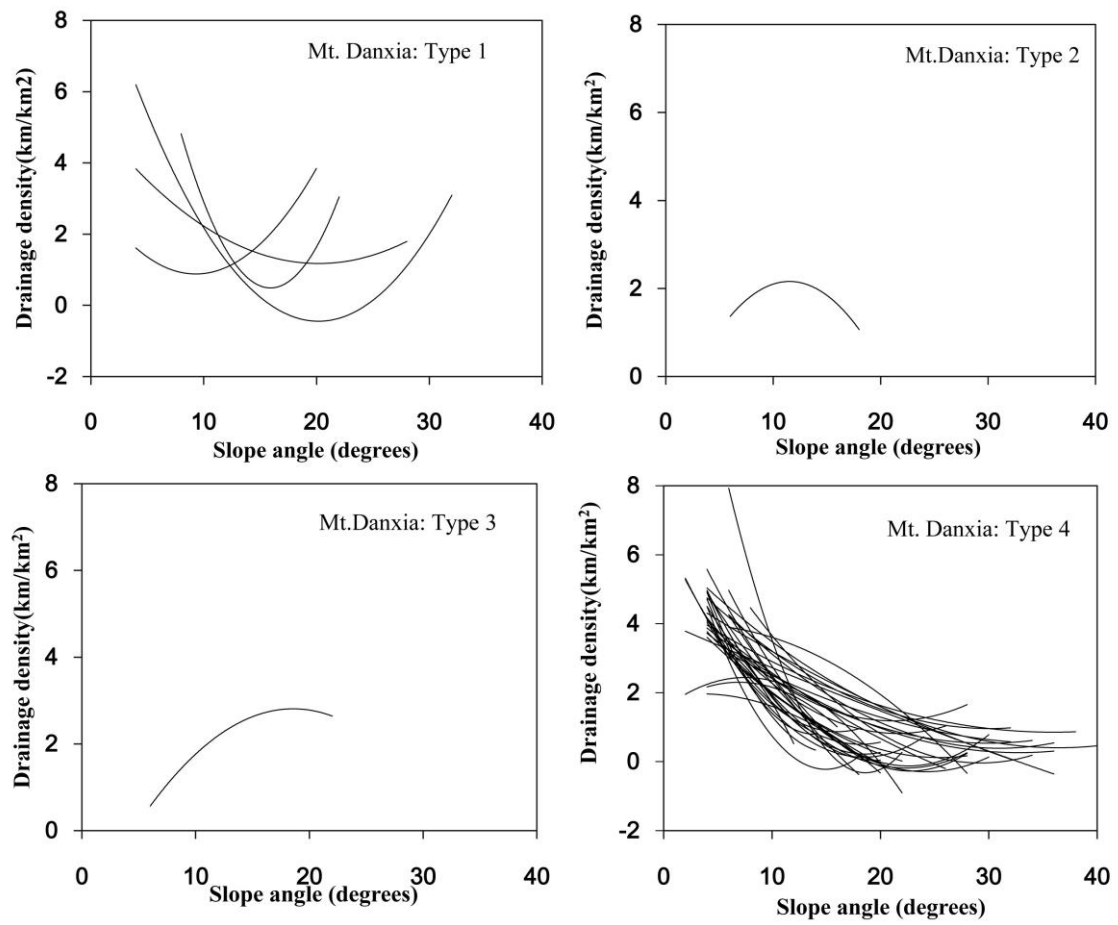 8
6
4
2
0
-2
0 10 20 30 40
Drainage density(km/km2)
Slope angle (degrees)
Mt. Danxia: Type 1
8
6
4
2
0
0 10 20 30 40
Drainage density(km/km²)
Slope angle (degrees)
Mt.Danxia: Type 2
8
6
4
2
0
0 10 20 30 40
Drainage density(km/km²)
Slope angle (degrees)
Mt.Danxia: Type 3
8
6
4
2
0
-2
0 10 20 30 40
Drainage density(km/km²)
Slope angle (degrees)
Mt. Danxia: Type 4